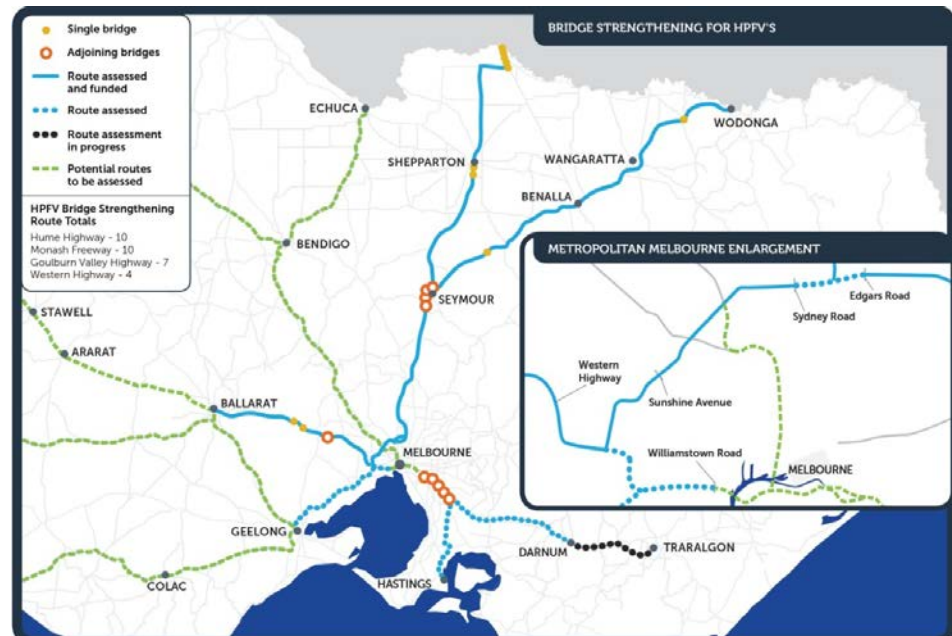 BRIDGE STRENGTHENING FOR HPFV'S
Single bridge
Adjoining bridges
Route assessed
and funded
Route assessed
Route assessment
in progress
Potential routes
to be assessed
HPFV Bridge Strengthening
Route Totals
Hume Highway - 10
Monash Freeway - 10
Goulburn Valley Highway - 7
Western Highway - 4
ECHUCA
WODONGA
SHEPPARTON
WANGARATTA
BENALLA
BENDIGO
SEYMOUR
STAWELL
ARARAT
BALLARAT
MELBOURNE
GEELONG
DARNUM
TRARALGON
COLAC
HASTINGS
METROPOLITAN MELBOURNE ENLARGEMENT
Edgars Road
Sydney Road
Western
Highway
Sunshine Avenue
Williamstown Road
MELBOURNE